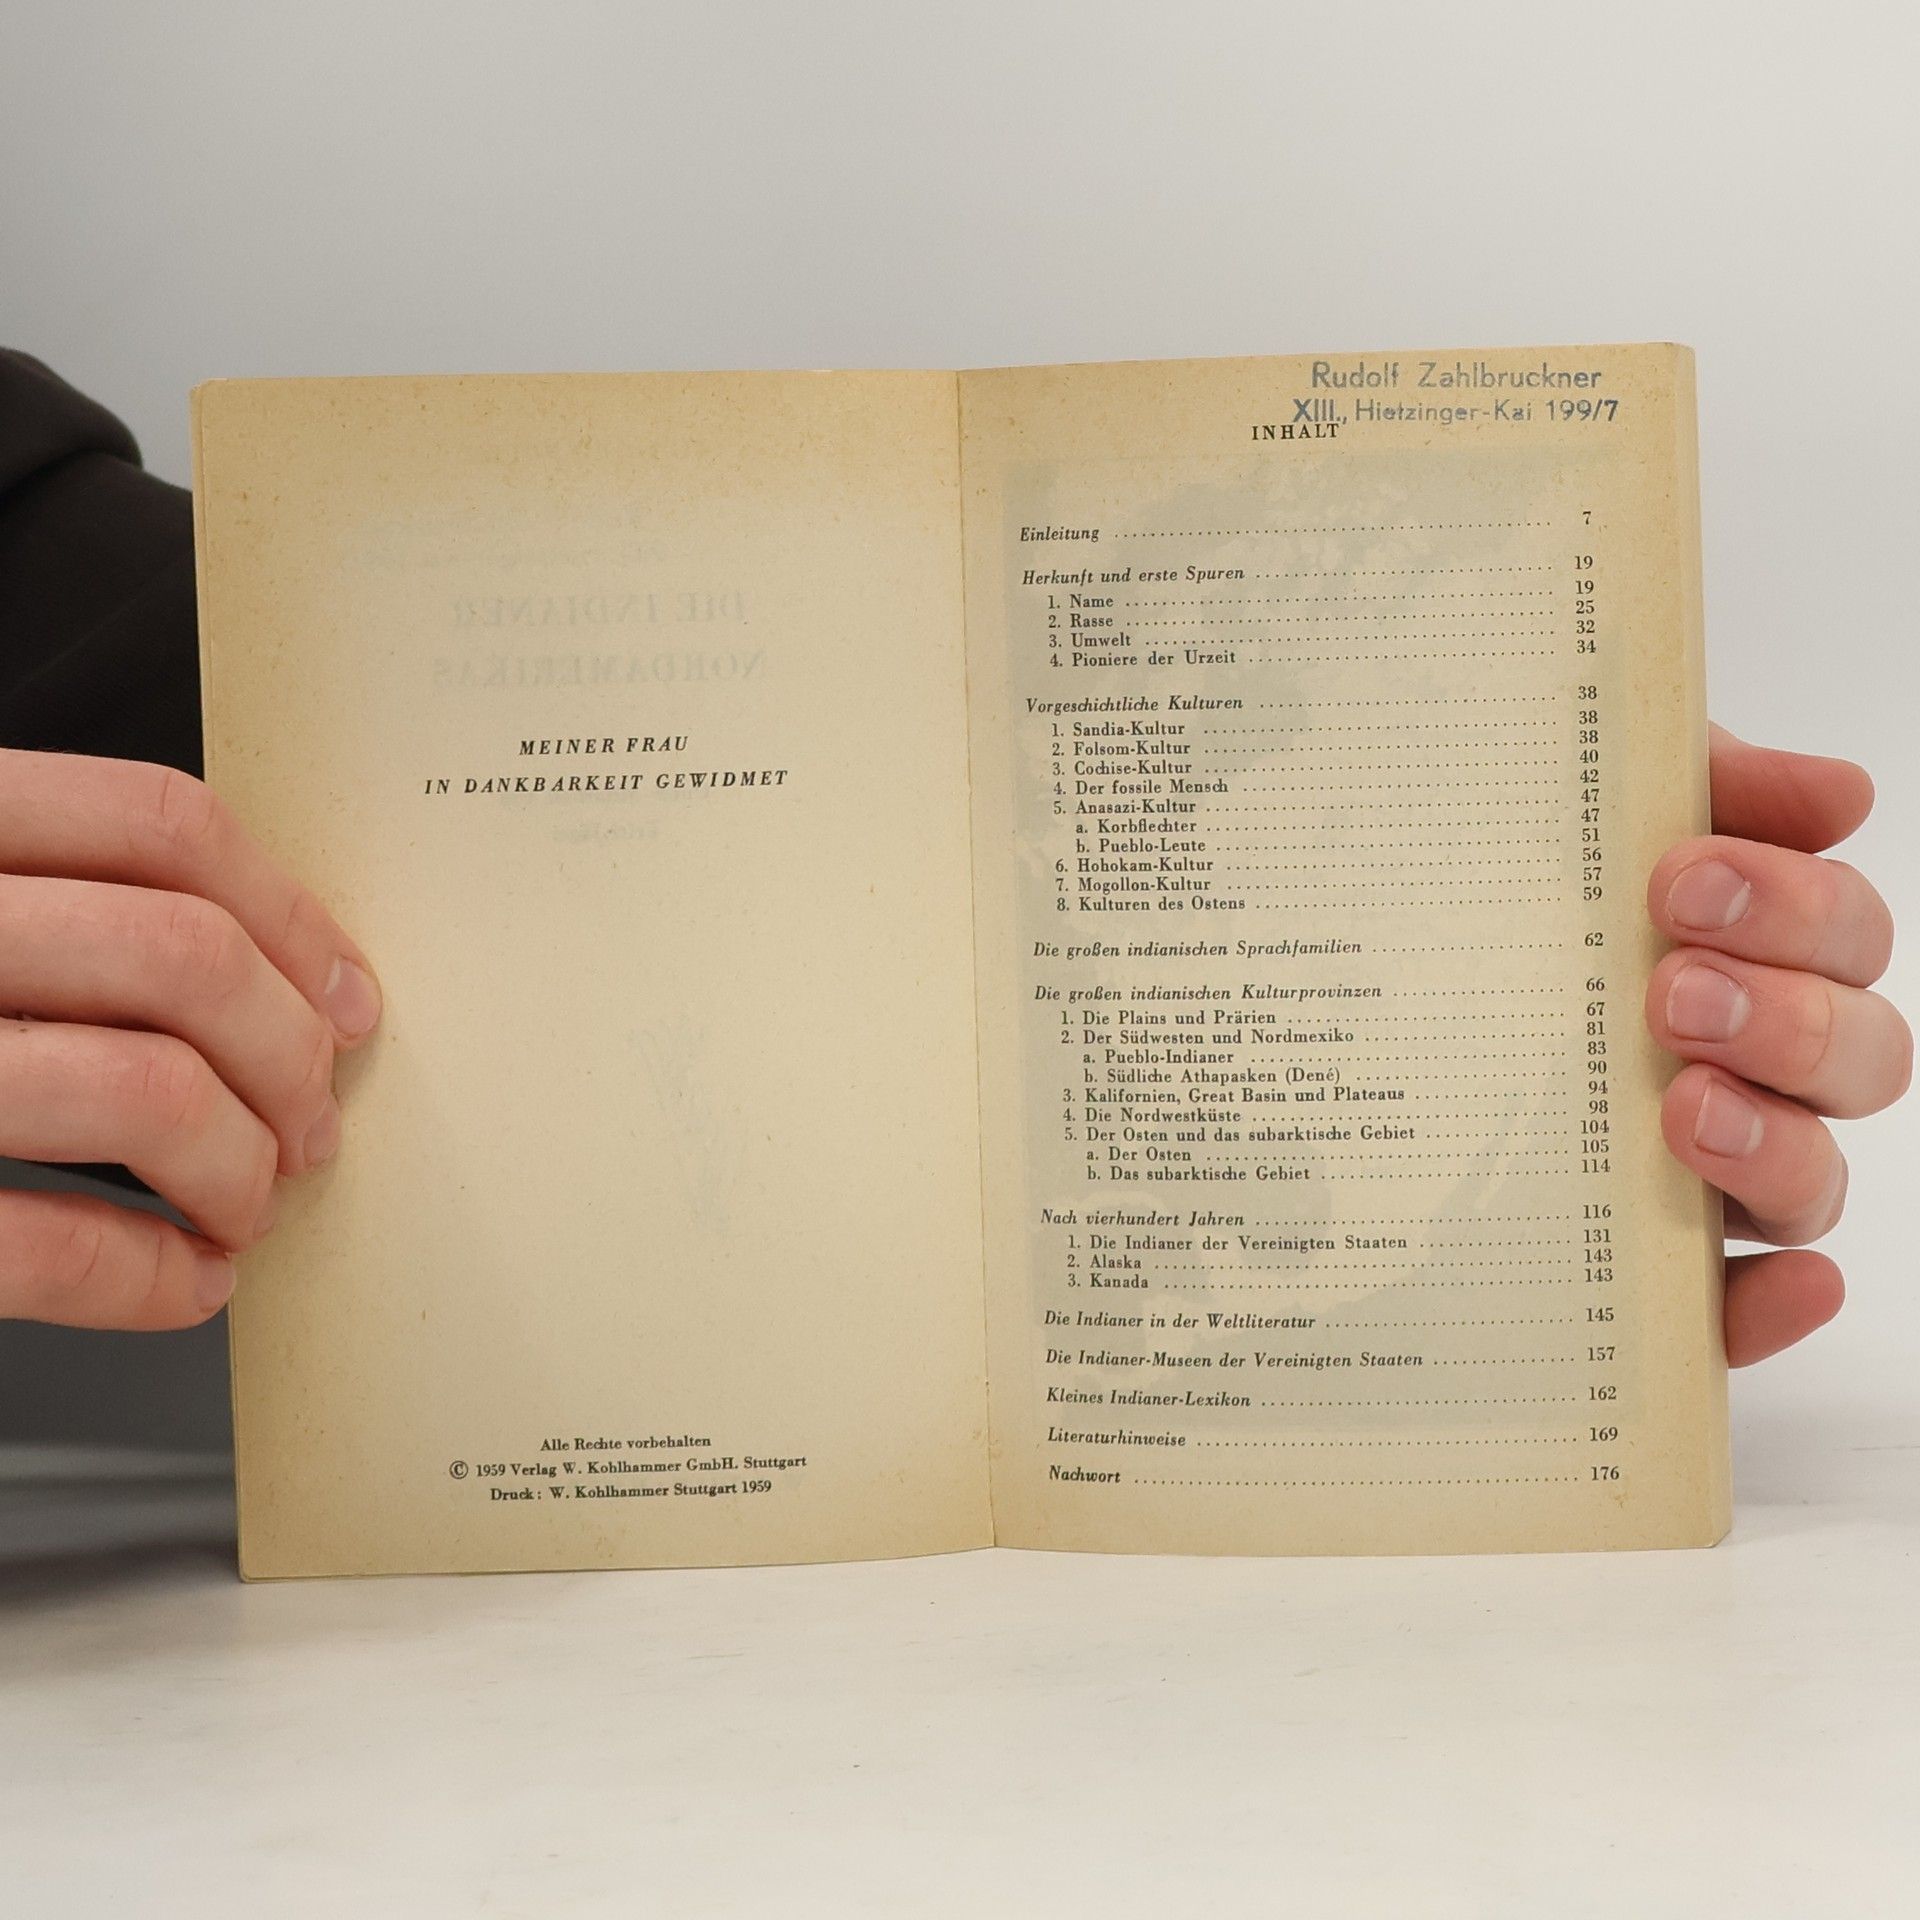 MEINER FRAU
IN DANKBARKEIT GEWIDMET
Alle Rechte vorbehalten
© 1959 Verlag W. Kohlhammer GmbH. Stuttgart
Druck: W. Kohlhammer Stuttgart 1959
Rudolf Zahlbruckner
XIII., Hietzinger-Kai 199/7
INHALT
Einleitung .......... 7
Herkunft und erste Spuren .......... 19
1. Name .......... 19
2. Rasse .......... 25
3. Umwelt .......... 32
4. Pioniere der Urzeit .......... 34
Vorgeschichtliche Kulturen .......... 38
1. Sandia-Kultur .......... 38
2. Folsom-Kultur .......... 38
3. Cochise-Kultur .......... 40
4. Der fossile Mensch .......... 42
5. Anasazi-Kultur .......... 47
a. Korbflechter .......... 47
b. Pueblo-Leute .......... 51
6. Hohokam-Kultur .......... 56
7. Mogollon-Kultur .......... 57
8. Kulturen des Ostens .......... 59
Die großen indianischen Sprachfamilien .......... 62
Die großen indianischen Kulturprovinzen .......... 66
1. Die Plains und Prärien .......... 67
2. Der Südwesten und Nordmexiko .......... 81
a. Pueblo-Indianer .......... 83
b. Südliche Athapasken (Dené) .......... 90
3. Kalifornien, Great Basin und Plateaus .......... 94
4. Die Nordwestküste .......... 98
5. Der Osten und das subarktische Gebiet .......... 104
a. Der Osten .......... 105
b. Das subarktische Gebiet .......... 114
Nach vierhundert Jahren .......... 116
1. Die Indianer der Vereinigten Staaten .......... 131
2. Alaska .......... 143
3. Kanada .......... 143
Die Indianer in der Weltliteratur .......... 145
Die Indianer-Museen der Vereinigten Staaten .......... 157
Kleines Indianer-Lexikon .......... 162
Literaturhinweise .......... 169
Nachwort .......... 176